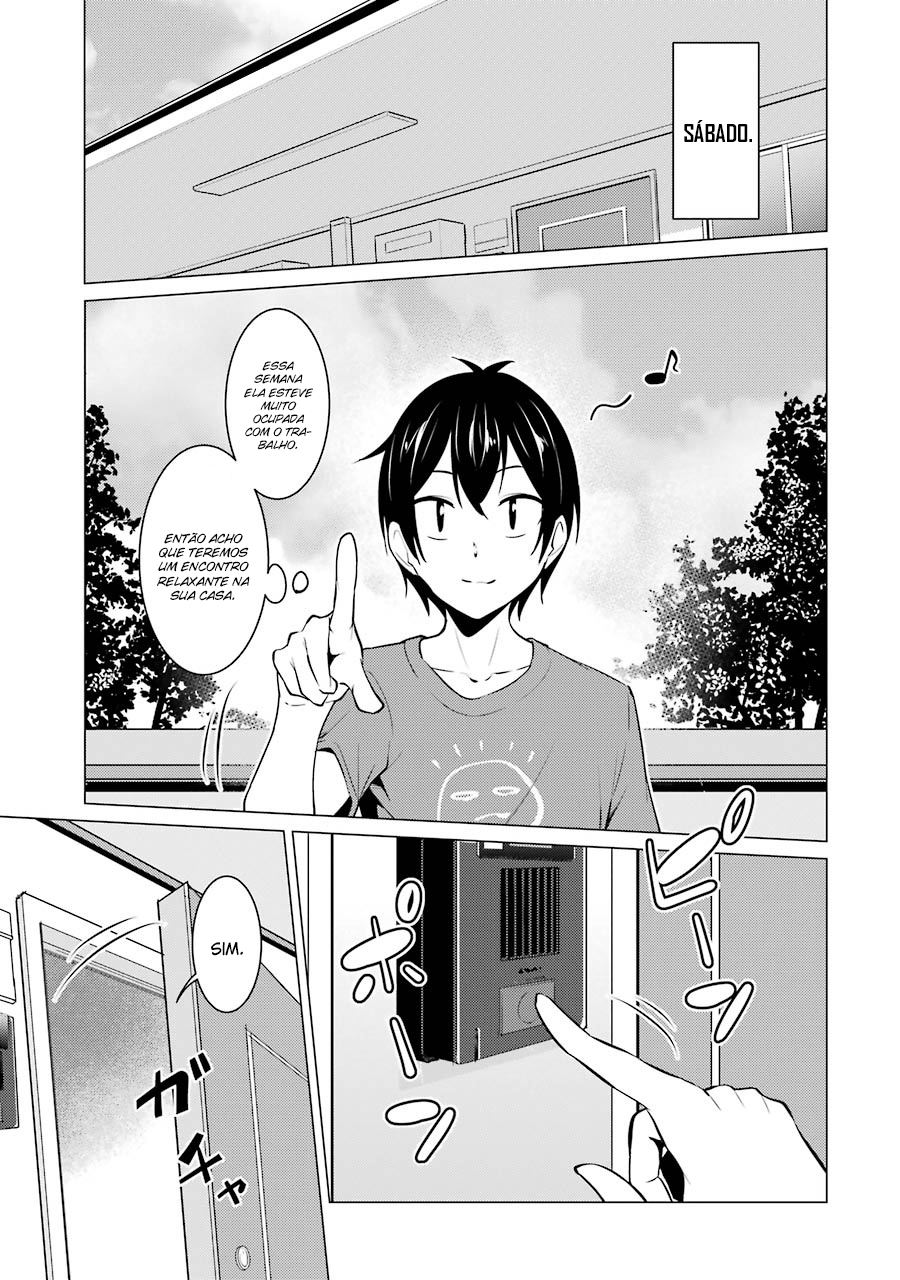 SÁBADO.
ESSA
SEMANA
ELA ESTEVE
MUITO
OCUPADA
COM O TRA-
BALHO.
ENTÃO ACHO
QUE TEREMOS
UM ENCONTRO
RELAXANTE NA
SUA CASA.
ピンポーン
SIM.
ガチャ